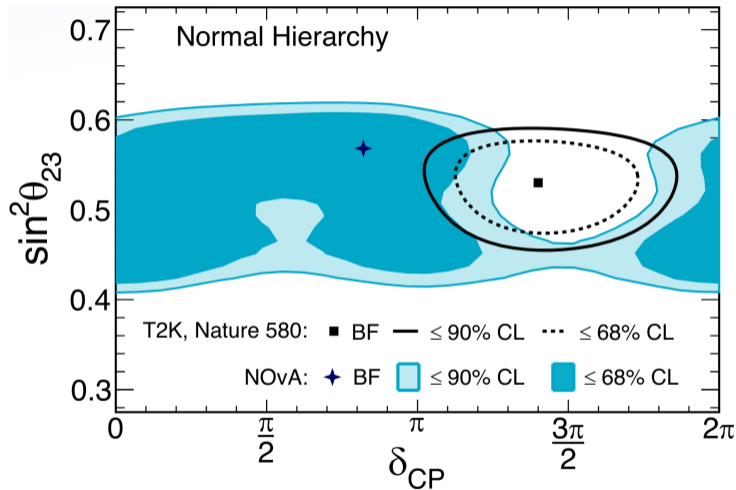 Normal Hierarchy
0.7
0.6
0.5
0.4
0.3
sin²θ₂₃
T2K, Nature 580: BF ≤ 90% CL ≤ 68% CL
NOvA: BF ≤ 90% CL ≤ 68% CL
0 π/2 π 3π/2 2π
δCP